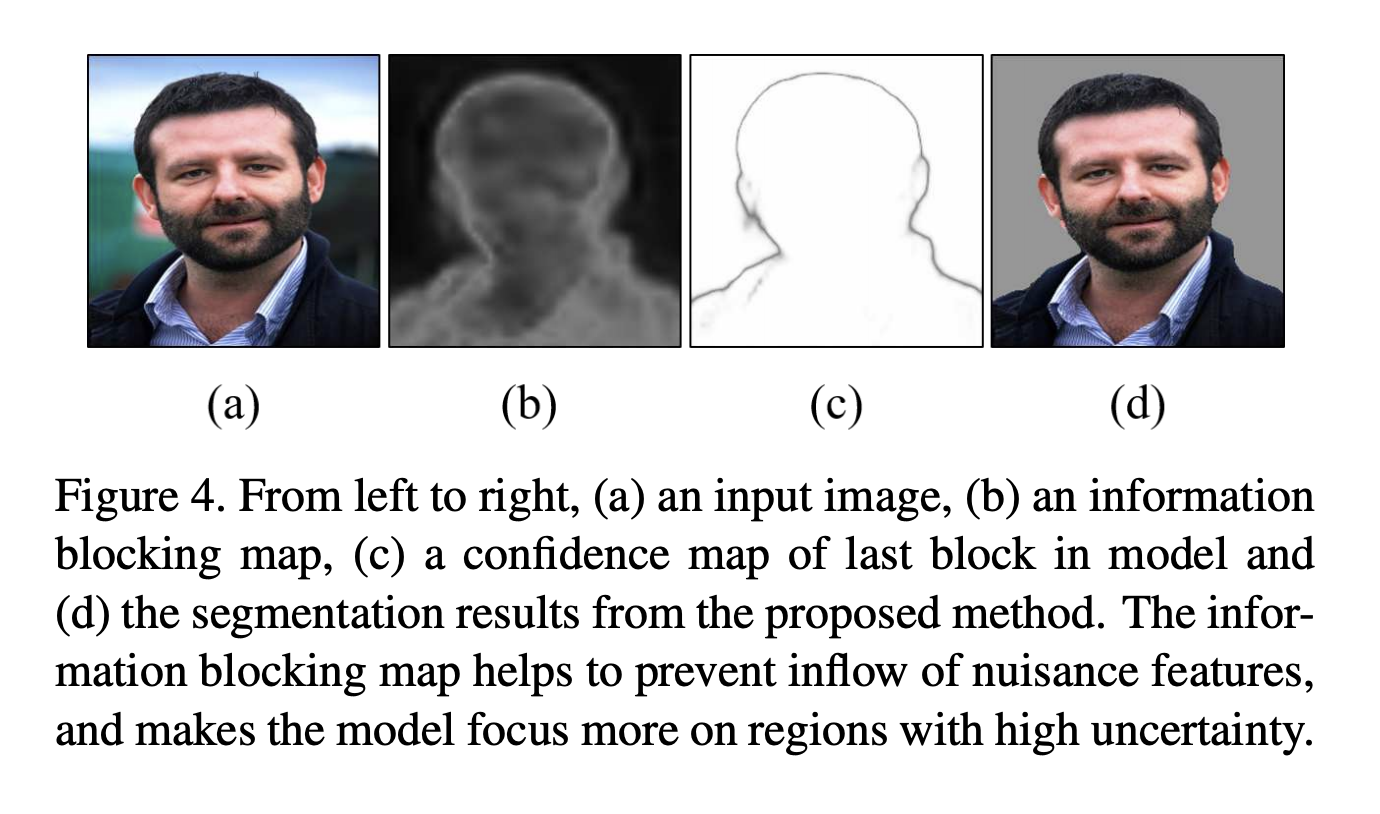 (a) (b) (c) (d)
Figure 4. From left to right, (a) an input image, (b) an information
blocking map, (c) a confidence map of last block in model and
(d) the segmentation results from the proposed method. The infor-
mation blocking map helps to prevent inflow of nuisance features,
and makes the model focus more on regions with high uncertainty.